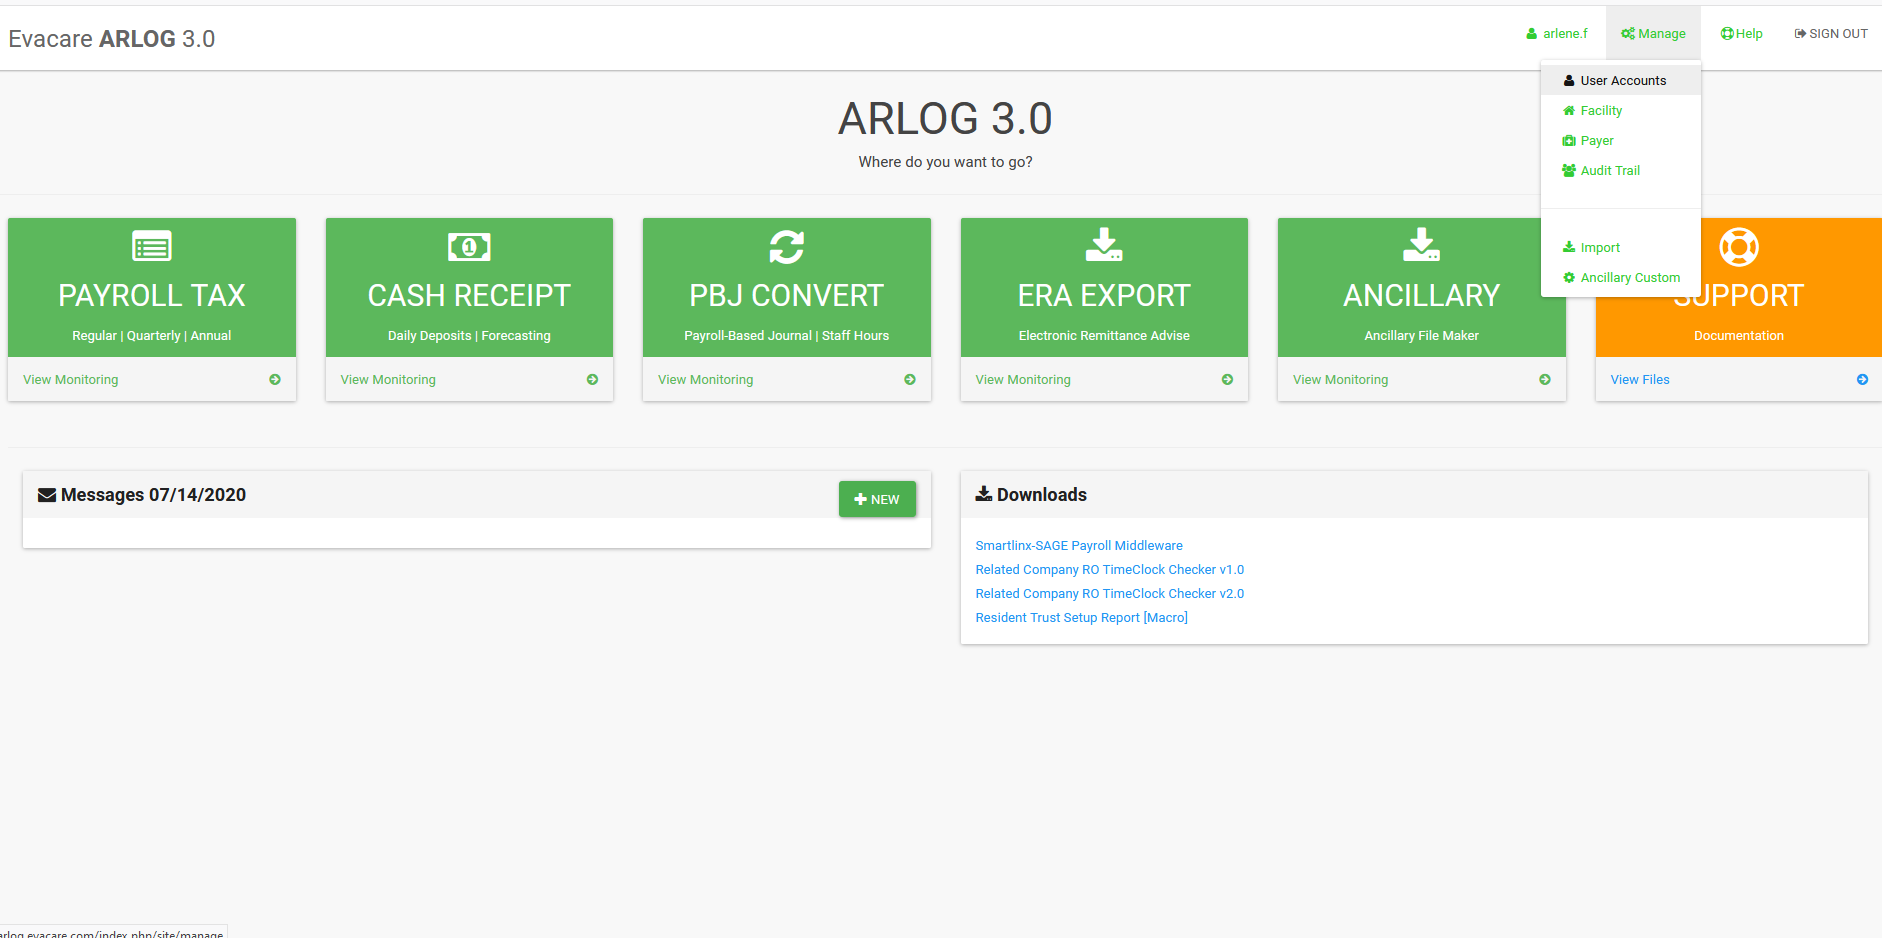 Evacare ARLOG 3.0
arlene.f
Manage
Help
SIGN OUT
User Accounts
Facility
Payer
Audit Trail
Import
Ancillary Custom
ARLOG 3.0
Where do you want to go?
PAYROLL TAX
Regular | Quarterly | Annual
View Monitoring
CASH RECEIPT
Daily Deposits | Forecasting
View Monitoring
PBJ CONVERT
Payroll-Based Journal | Staff Hours
View Monitoring
ERA EXPORT
Electronic Remittance Advise
View Monitoring
ANCILLARY
Ancillary File Maker
View Monitoring
SUPPORT
Documentation
View Files
Messages 07/14/2020
NEW
Downloads
Smartlinx-SAGE Payroll Middleware
Related Company RO TimeClock Checker v1.0
Related Company RO TimeClock Checker v2.0
Resident Trust Setup Report [Macro]
arlog.evacare.com/index.php/site/manage